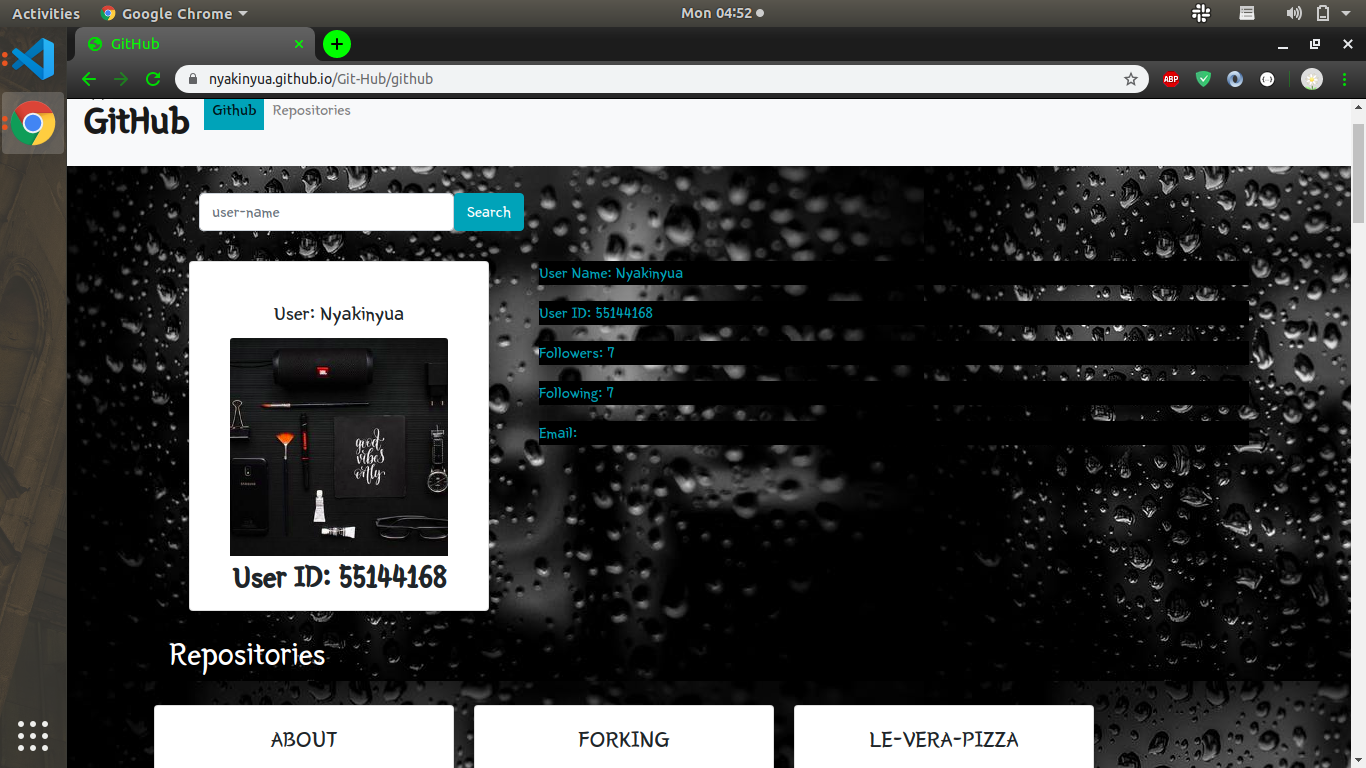 Activities
Google Chrome
Mon 04:52
GitHub
nyakinyua.github.io/Git-Hub/github
ABP
GitHub
Github
Repositories
user-name
Search
User: Nyakinyua
JBL
good
vibes
only
SAMSUNG
User ID: 55144168
User Name: Nyakinyua
User ID: 55144168
Followers: 7
Following: 7
Email:
Repositories
ABOUT
FORKING
LE-VERA-PIZZA